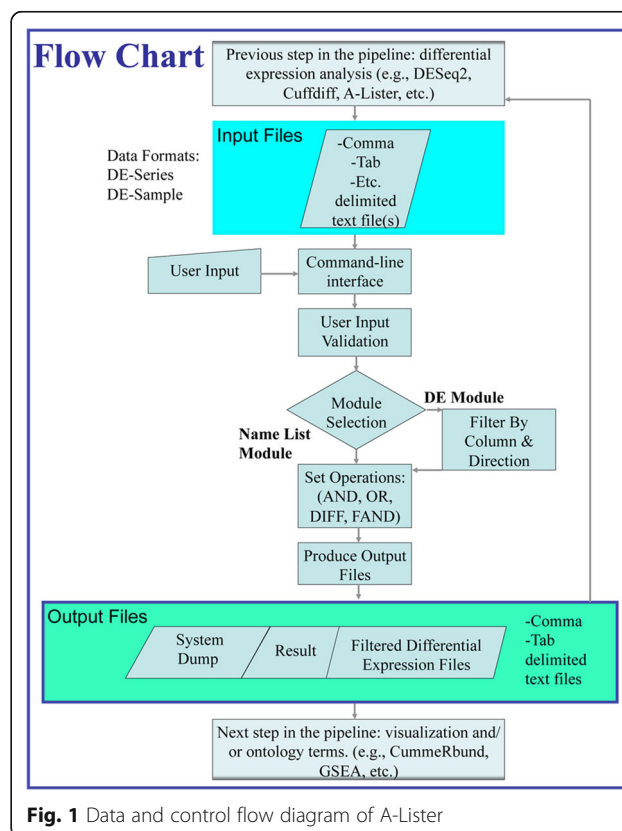 Flow Chart
Previous step in the pipeline: differential
expression analysis (e.g., DESeq2,
Cuffdiff, A-Lister, etc.)
Input Files
Data Formats:
DE-Series
DE-Sample
-Comma
-Tab
-Etc.
delimited
text file(s)
User Input
Command-line
interface
User Input
Validation
Module
Selection
DE Module
Name List
Module
Filter By
Column &
Direction
Set Operations:
(AND, OR,
DIFF, FAND)
Produce Output
Files
Output Files
System
Dump
Result
Filtered Differential
Expression Files
-Comma
-Tab
delimited
text files
Next step in the pipeline: visualization and/
or ontology terms. (e.g., CummeRbund,
GSEA, etc.)
Fig. 1 Data and control flow diagram of A-Lister